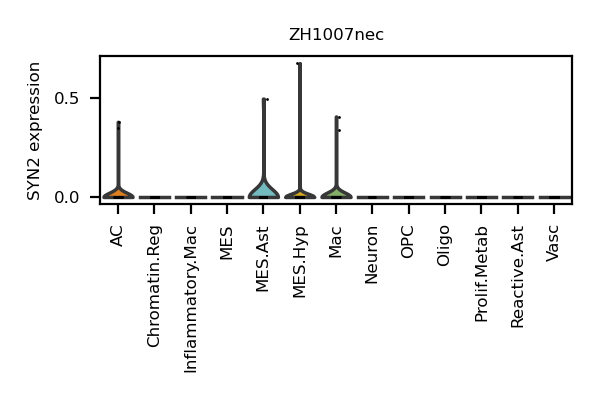 ZH1007nec
SYN2 expression
0.5
0.0
AC
Chromatin.Reg
Inflammatory.Mac
MES
MES.Ast
MES.Hyp
Mac
Neuron
OPC
Oligo
Prolif.Metab
Reactive.Ast
Vasc